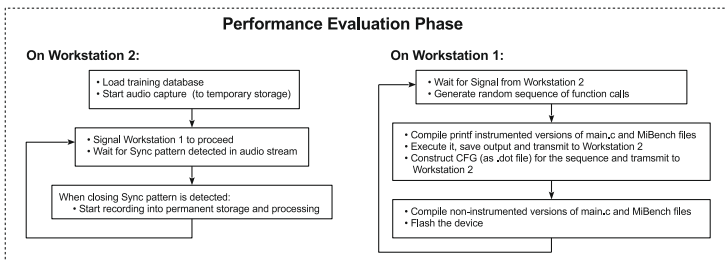 Performance Evaluation Phase
On Workstation 2:
• Load training database
• Start audio capture (to temporary storage)
• Signal Workstation 1 to proceed
• Wait for Sync pattern detected in audio stream
When closing Sync pattern is detected:
• Start recording into permanent storage and processing
On Workstation 1:
• Wait for Signal from Workstation 2
• Generate random sequence of function calls
• Compile printf instrumented versions of main.c and MiBench files
• Execute it, save output and transmit to Workstation 2
• Construct CFG (as .dot file) for the sequence and tramsmit to
Workstation 2
• Compile non-instrumented versions of main.c and MiBench files
• Flash the device